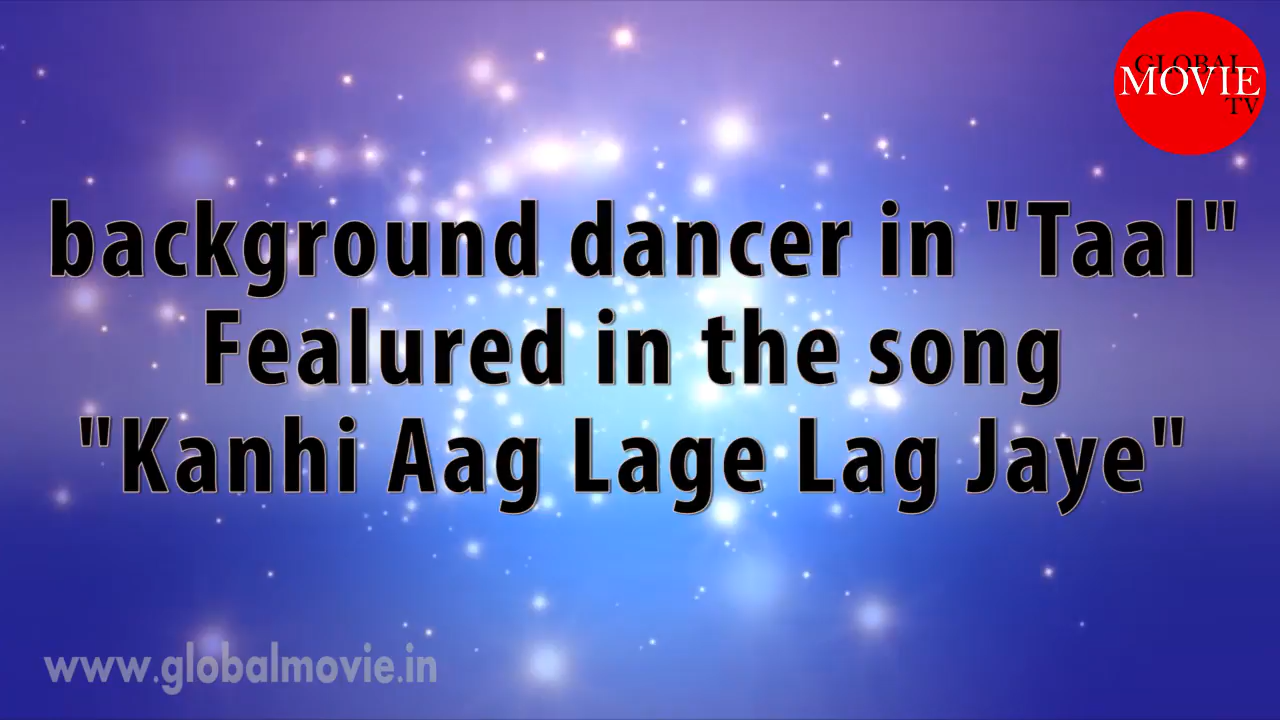 GLOBAL
MOVIE
TV
background dancer in "Taal"
Fealured in the song
"Kanhi Aag Lage Lag Jaye"
www.globalmovie.in